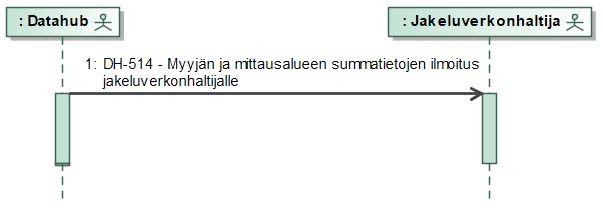 : Datahub
: Jakeluverkonhaltija
1: DH-514 - Myyjän ja mittausalueen summatietojen ilmoitus
jakeluverkonhaltijalle